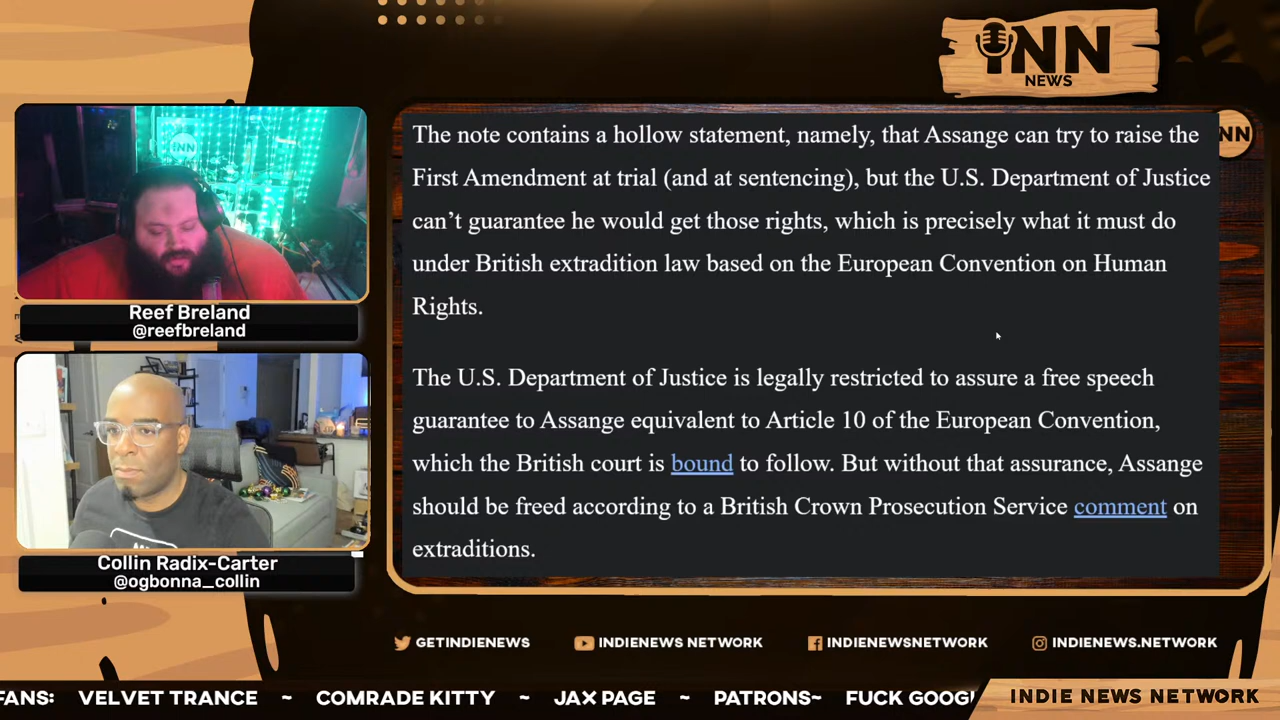 INN
NEWS
INN
The note contains a hollow statement, namely, that Assange can try to raise the
First Amendment at trial (and at sentencing), but the U.S. Department of Justice
can’t guarantee he would get those rights, which is precisely what it must do
under British extradition law based on the European Convention on Human
Rights.
The U.S. Department of Justice is legally restricted to assure a free speech
guarantee to Assange equivalent to Article 10 of the European Convention,
which the British court is bound to follow. But without that assurance, Assange
should be freed according to a British Crown Prosecution Service comment on
extraditions.
INN
Reef Breland
@reefbreland
Collin Radix-Carter
@ogbonna_collin
GETINDIENEWS
INDIENEWS NETWORK
INDIENEWSNETWORK
INDIENEWS.NETWORK
FANS: VELVET TRANCE ~ COMRADE KITTY ~ JAX PAGE ~ PATRONS~ FUCK GOOG
INDIE NEWS NETWORK